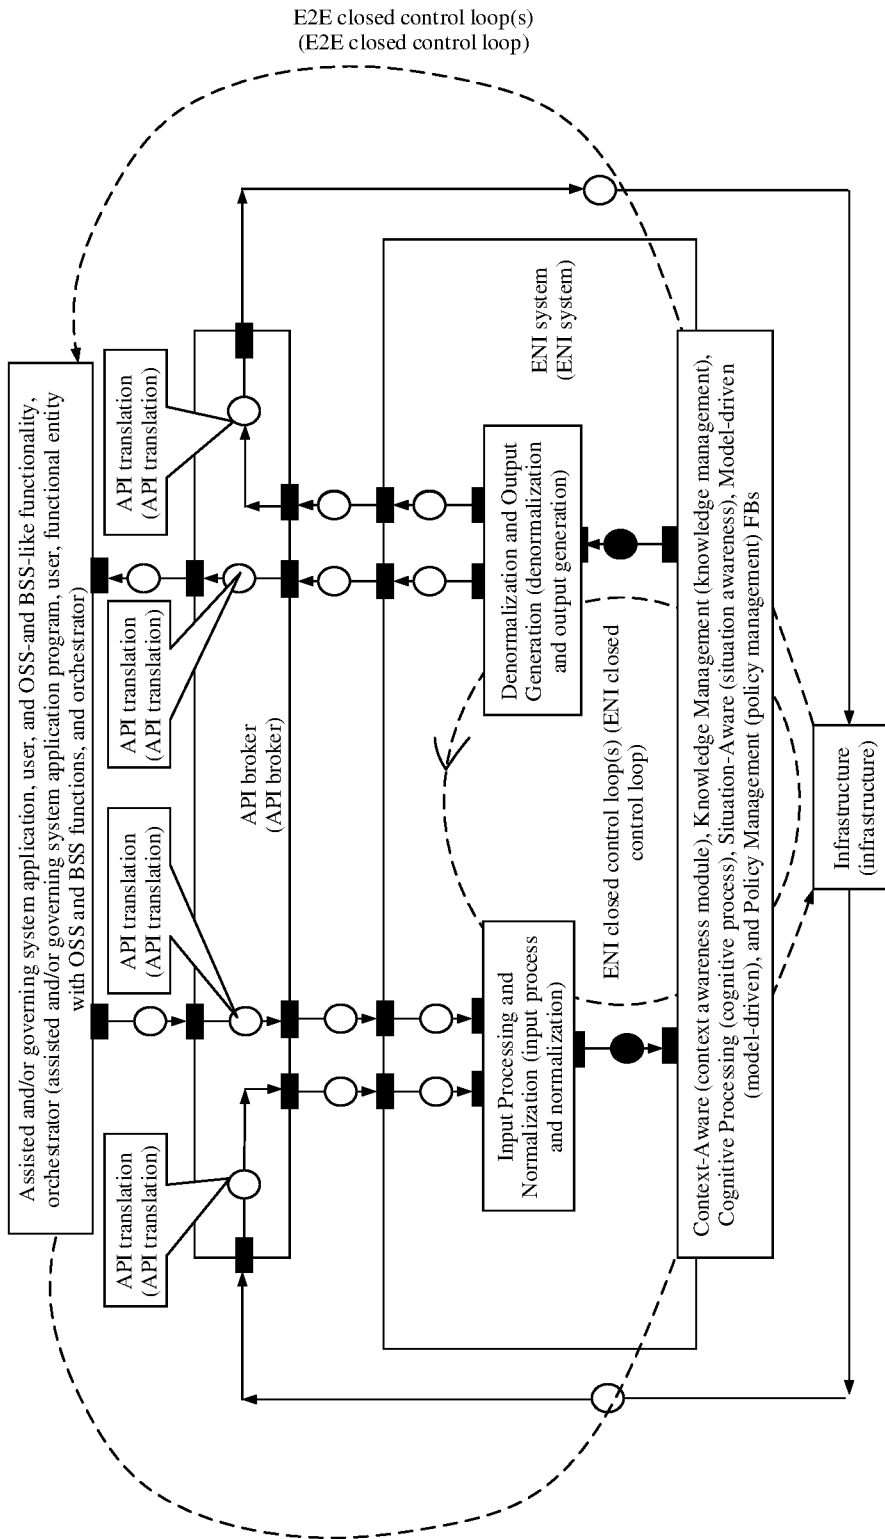 E2E closed control loop(s)
(E2E closed control loop)
Assisted and/or governing system application, user, and OSS-and BSS-like functionality,
orchestrator (assisted and/or governing system application program, user, functional entity
with OSS and BSS functions, and orchestrator)
API translation
(API translation)
API translation
(API translation)
API translation
(API translation)
API translation
(API translation)
API broker
(API broker)
ENI system
(ENI system)
Input Processing and
Normalization (input process
and normalization)
Denormalization and Output
Generation (denormalization
and output generation)
ENI closed control loop(s) (ENI closed
control loop)
Context-Aware (context awareness module), Knowledge Management (knowledge management),
Cognitive Processing (cognitive process), Situation-Aware (situation awareness), Model-driven
(model-driven), and Policy Management (policy management) FBs
Infrastructure
(infrastructure)